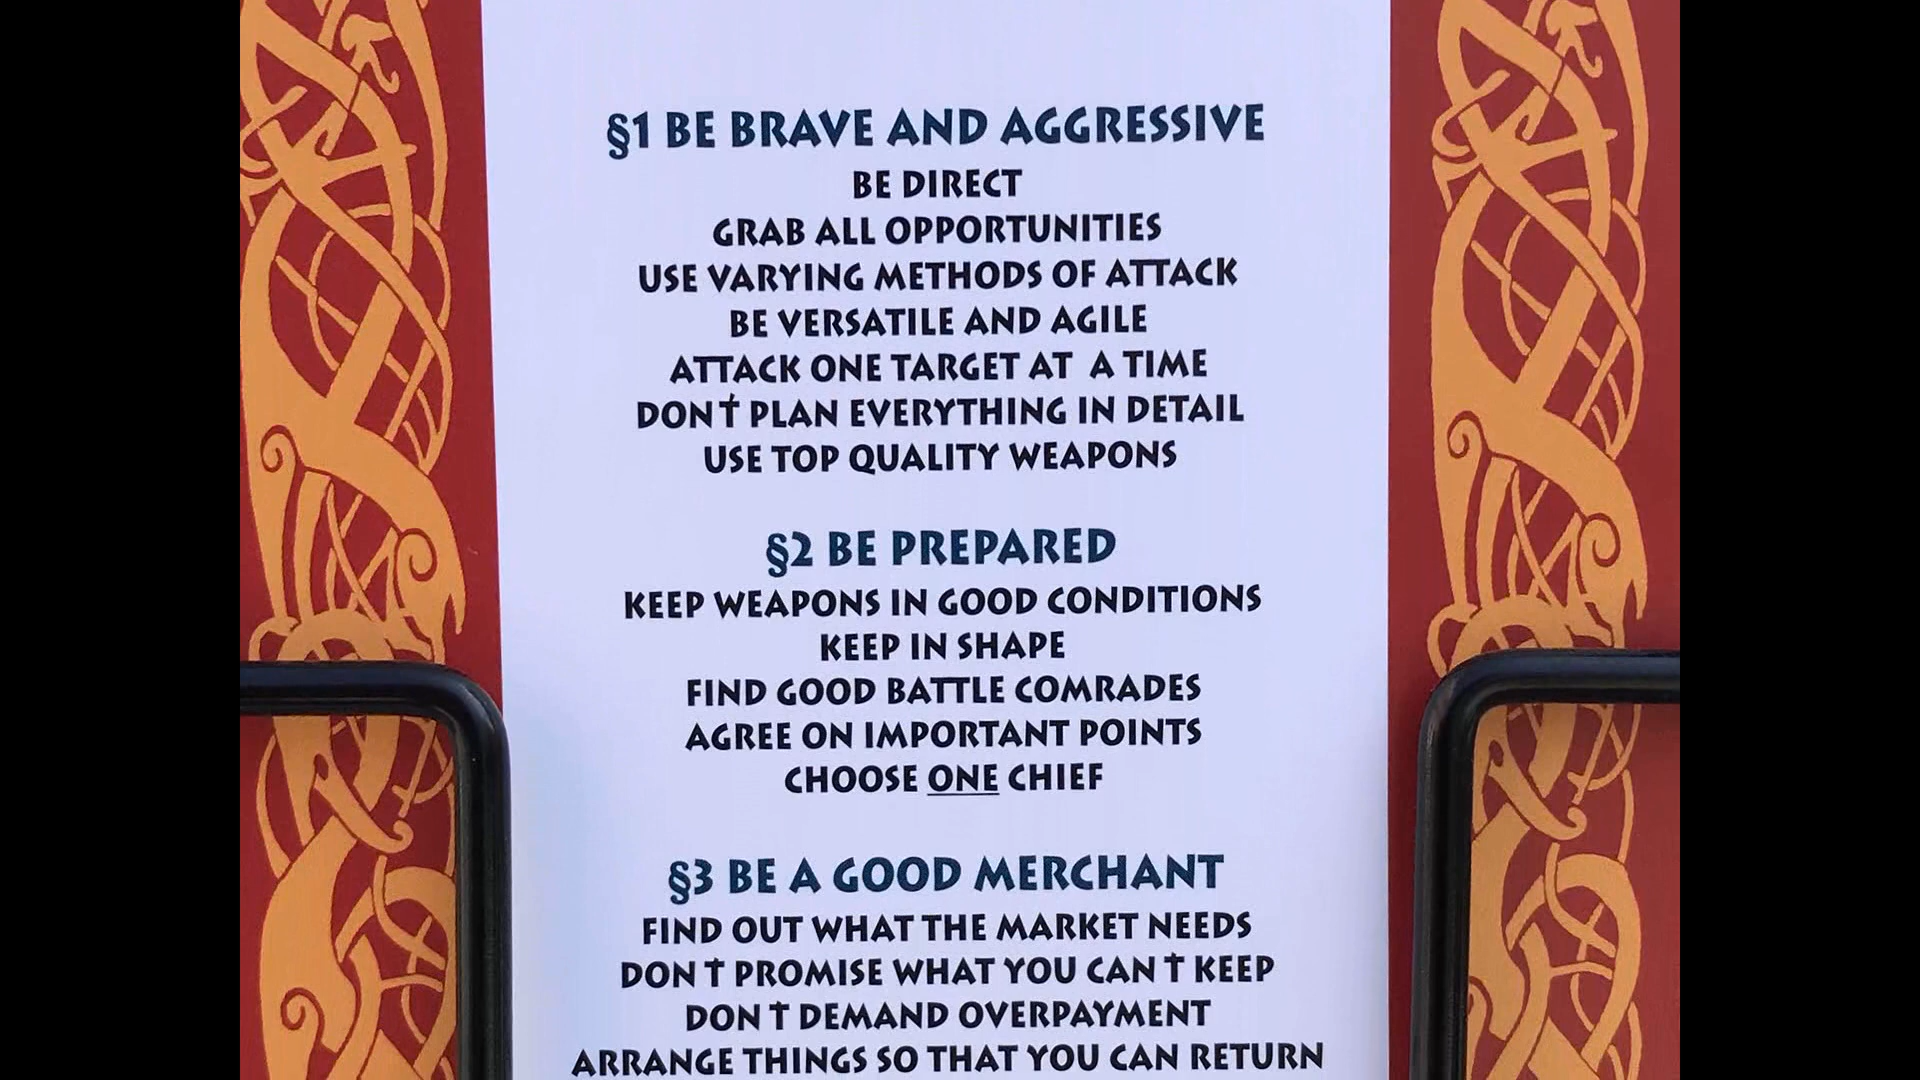 §1 BE BRAVE AND AGGRESSIVE
BE DIRECT
GRAB ALL OPPORTUNITIES
USE VARYING METHODS OF ATTACK
BE VERSATILE AND AGILE
ATTACK ONE TARGET AT A TIME
DON'T PLAN EVERYTHING IN DETAIL
USE TOP QUALITY WEAPONS
§2 BE PREPARED
KEEP WEAPONS IN GOOD CONDITIONS
KEEP IN SHAPE
FIND GOOD BATTLE COMRADES
AGREE ON IMPORTANT POINTS
CHOOSE ONE CHIEF
§3 BE A GOOD MERCHANT
FIND OUT WHAT THE MARKET NEEDS
DON'T PROMISE WHAT YOU CAN'T KEEP
DON'T DEMAND OVERPAYMENT
ARRANGE THINGS SO THAT YOU CAN RETURN